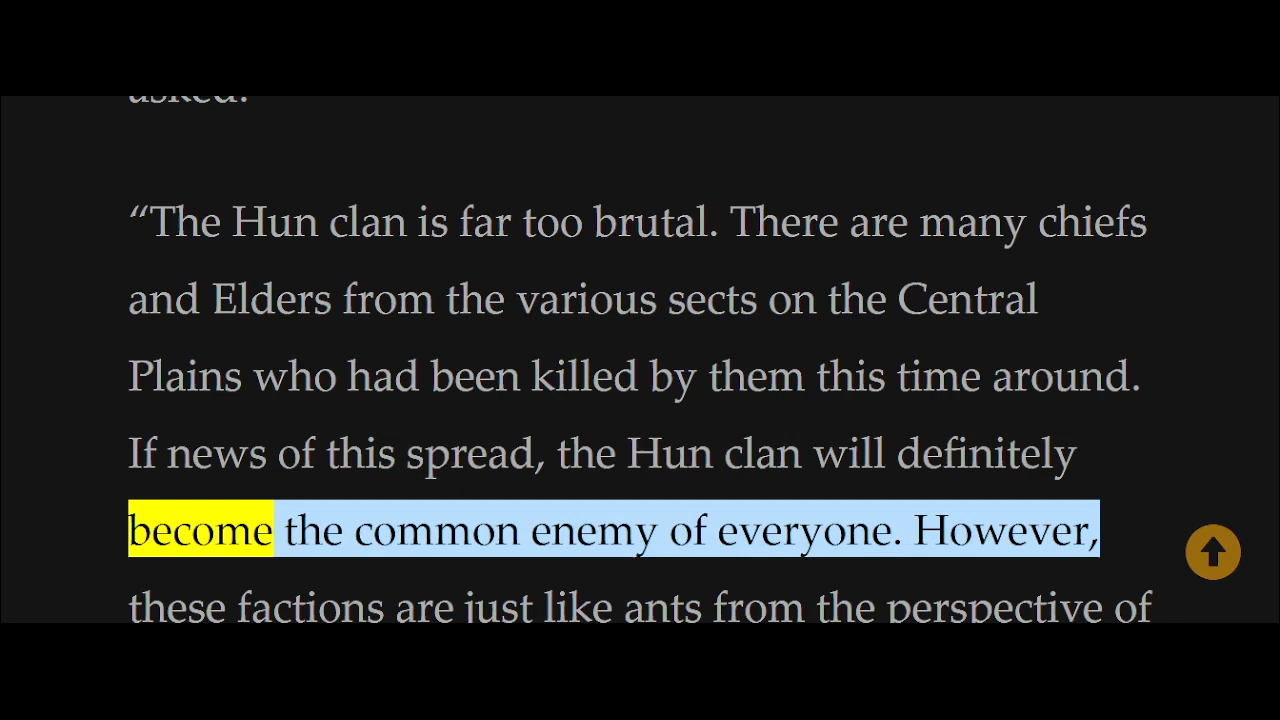 asked.
“The Hun clan is far too brutal. There are many chiefs
and Elders from the various sects on the Central
Plains who had been killed by them this time around.
If news of this spread, the Hun clan will definitely
become the common enemy of everyone. However,
these factions are just like ants from the perspective of